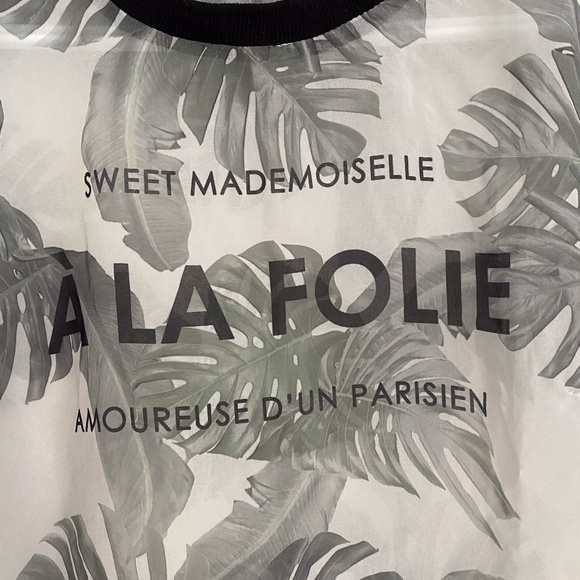 SWEET MADEMOISELLE
À LA FOLIE
AMOUREUSE D'UN PARISIEN